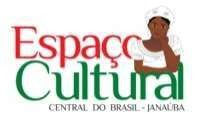 Espaço
Cultural
CENTRAL DO BRASIL - JANAÚBA